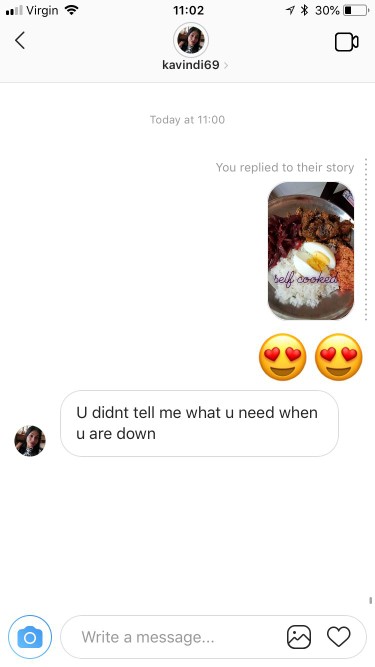 Virgin 11:02 30%
kavindi69
Today at 11:00
You replied to their story
self cooked
U didnt tell me what u need when
u are down
Write a message...